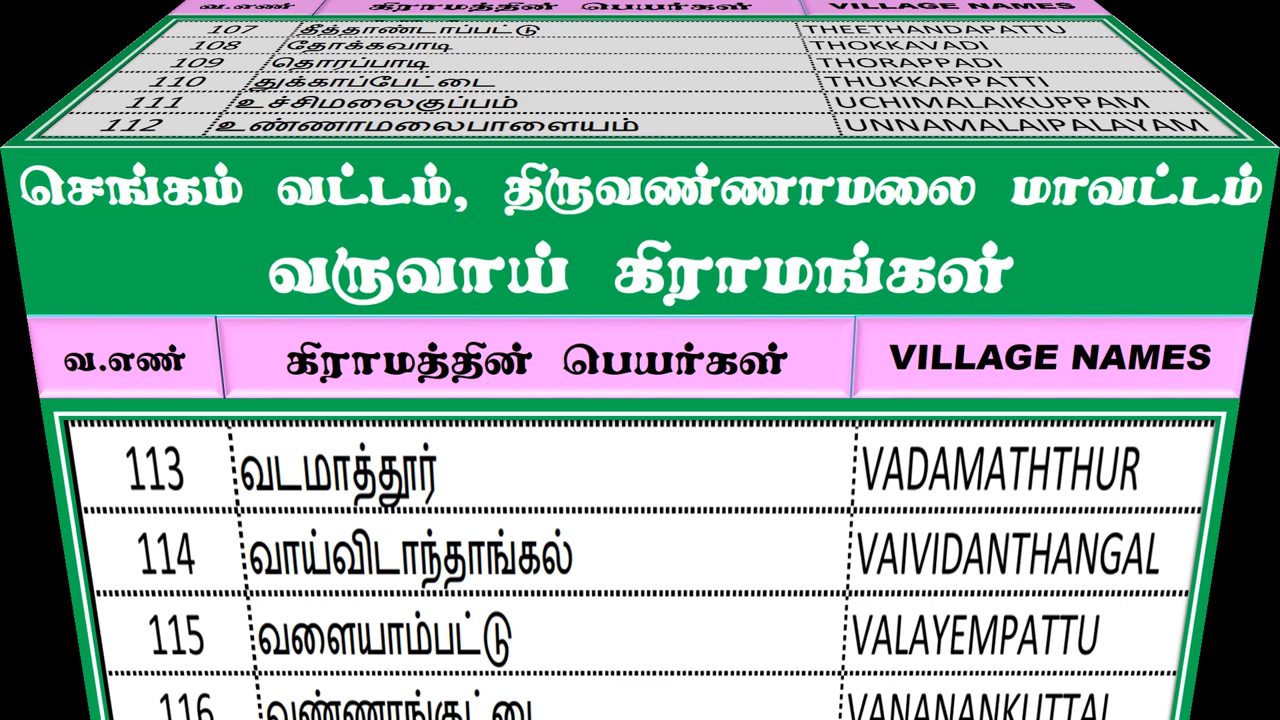 வ.எண் கிராமத்தின் பெயர்கள் VILLAGE NAMES
107 தீத்தாண்டாப்பட்டு THEETHANDAPATTU
108 தோக்கவாடி THOKKAVADI
109 தொரப்பாடி THORAPPADI
110 துக்காப்பேட்டை THUKKAPPATTI
111 உச்சிமலைகுப்பம் UCHIMALAIKUPPAM
112 உண்ணாமலைபாளையம் UNNAMALAIPALAYAM
செங்கம் வட்டம், திருவண்ணாமலை மாவட்டம்
வருவாய் கிராமங்கள்
வ.எண் கிராமத்தின் பெயர்கள் VILLAGE NAMES
113 வடமாத்தூர் VADAMATHTHUR
114 வாய்விடாந்தாங்கல் VAIVIDANTHANGAL
115 வளையாம்பட்டு VALAYEMPATTU
116 வண்ணாங்குட்டை VANANANKUTTAI